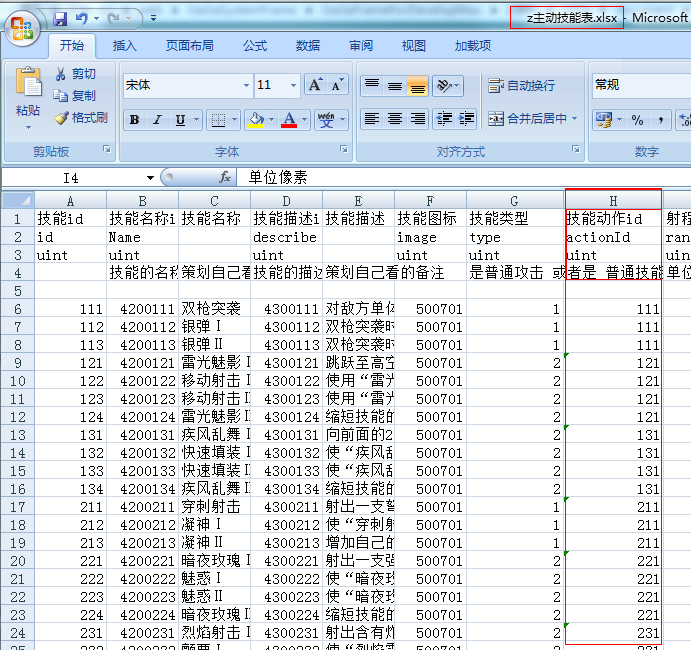 z主动技能表.xlsx - Microsoft
开始 插入 页面布局 公式 数据 审阅 视图 加载项
剪切
复制
格式刷
粘贴
宋体 11 A A
B I U A wén 变
自动换行
合并后居中
常规
% ,
剪贴板 字体 对齐方式 数字
I4 fx 单位像素
A B C D E F G H
1 技能id 技能名称i 技能名称 技能描述i 技能描述 技能图标 技能类型 技能动作id 射程
2 id Name describe image type actionId ran
3 uint uint uint uint uint uint uin
4 技能的名称 策划自己看 技能的描述 策划自己看的备注 是普通攻击 或者是 普通技能 单位
5
6 111 4200111 双枪突袭 4300111 对敌方单体 500701 1 111
7 112 4200112 银弹Ⅰ 4300112 双枪突袭时 500701 1 111
8 113 4200113 银弹Ⅱ 4300113 双枪突袭时 500701 1 111
9 121 4200121 雷光魅影Ⅰ 4300121 跳跃至高空 500701 2 121
10 122 4200122 移动射击Ⅰ 4300122 使用“雷光 500701 2 121
11 123 4200123 移动射击Ⅱ 4300123 使用“雷光 500701 2 121
12 124 4200124 雷光魅影Ⅱ 4300124 缩短技能的 500701 2 121
13 131 4200131 疾风乱舞Ⅰ 4300131 向前面的2 500701 2 131
14 132 4200132 快速填装Ⅰ 4300132 使“疾风乱 500701 2 131
15 133 4200133 快速填装Ⅱ 4300133 使“疾风乱 500701 2 131
16 134 4200134 疾风乱舞Ⅱ 4300134 缩短技能的 500701 2 131
17 211 4200211 穿刺射击 4300211 射出一支 500701 1 211
18 212 4200212 凝神Ⅰ 4300212 使“穿刺射 500701 1 211
19 213 4200213 凝神Ⅱ 4300213 增加自己的 500701 1 211
20 221 4200221 暗夜玫瑰Ⅰ 4300221 射出一支强 500701 2 221
21 222 4200222 魅惑Ⅰ 4300222 使“暗夜玫 500701 2 221
22 223 4200223 魅惑Ⅱ 4300223 使“暗夜玫 500701 2 221
23 224 4200224 暗夜玫瑰Ⅱ 4300224 缩短技能的 500701 2 221
24 231 4200231 烈焰射击Ⅰ 4300231 射出含有炸 500701 2 231